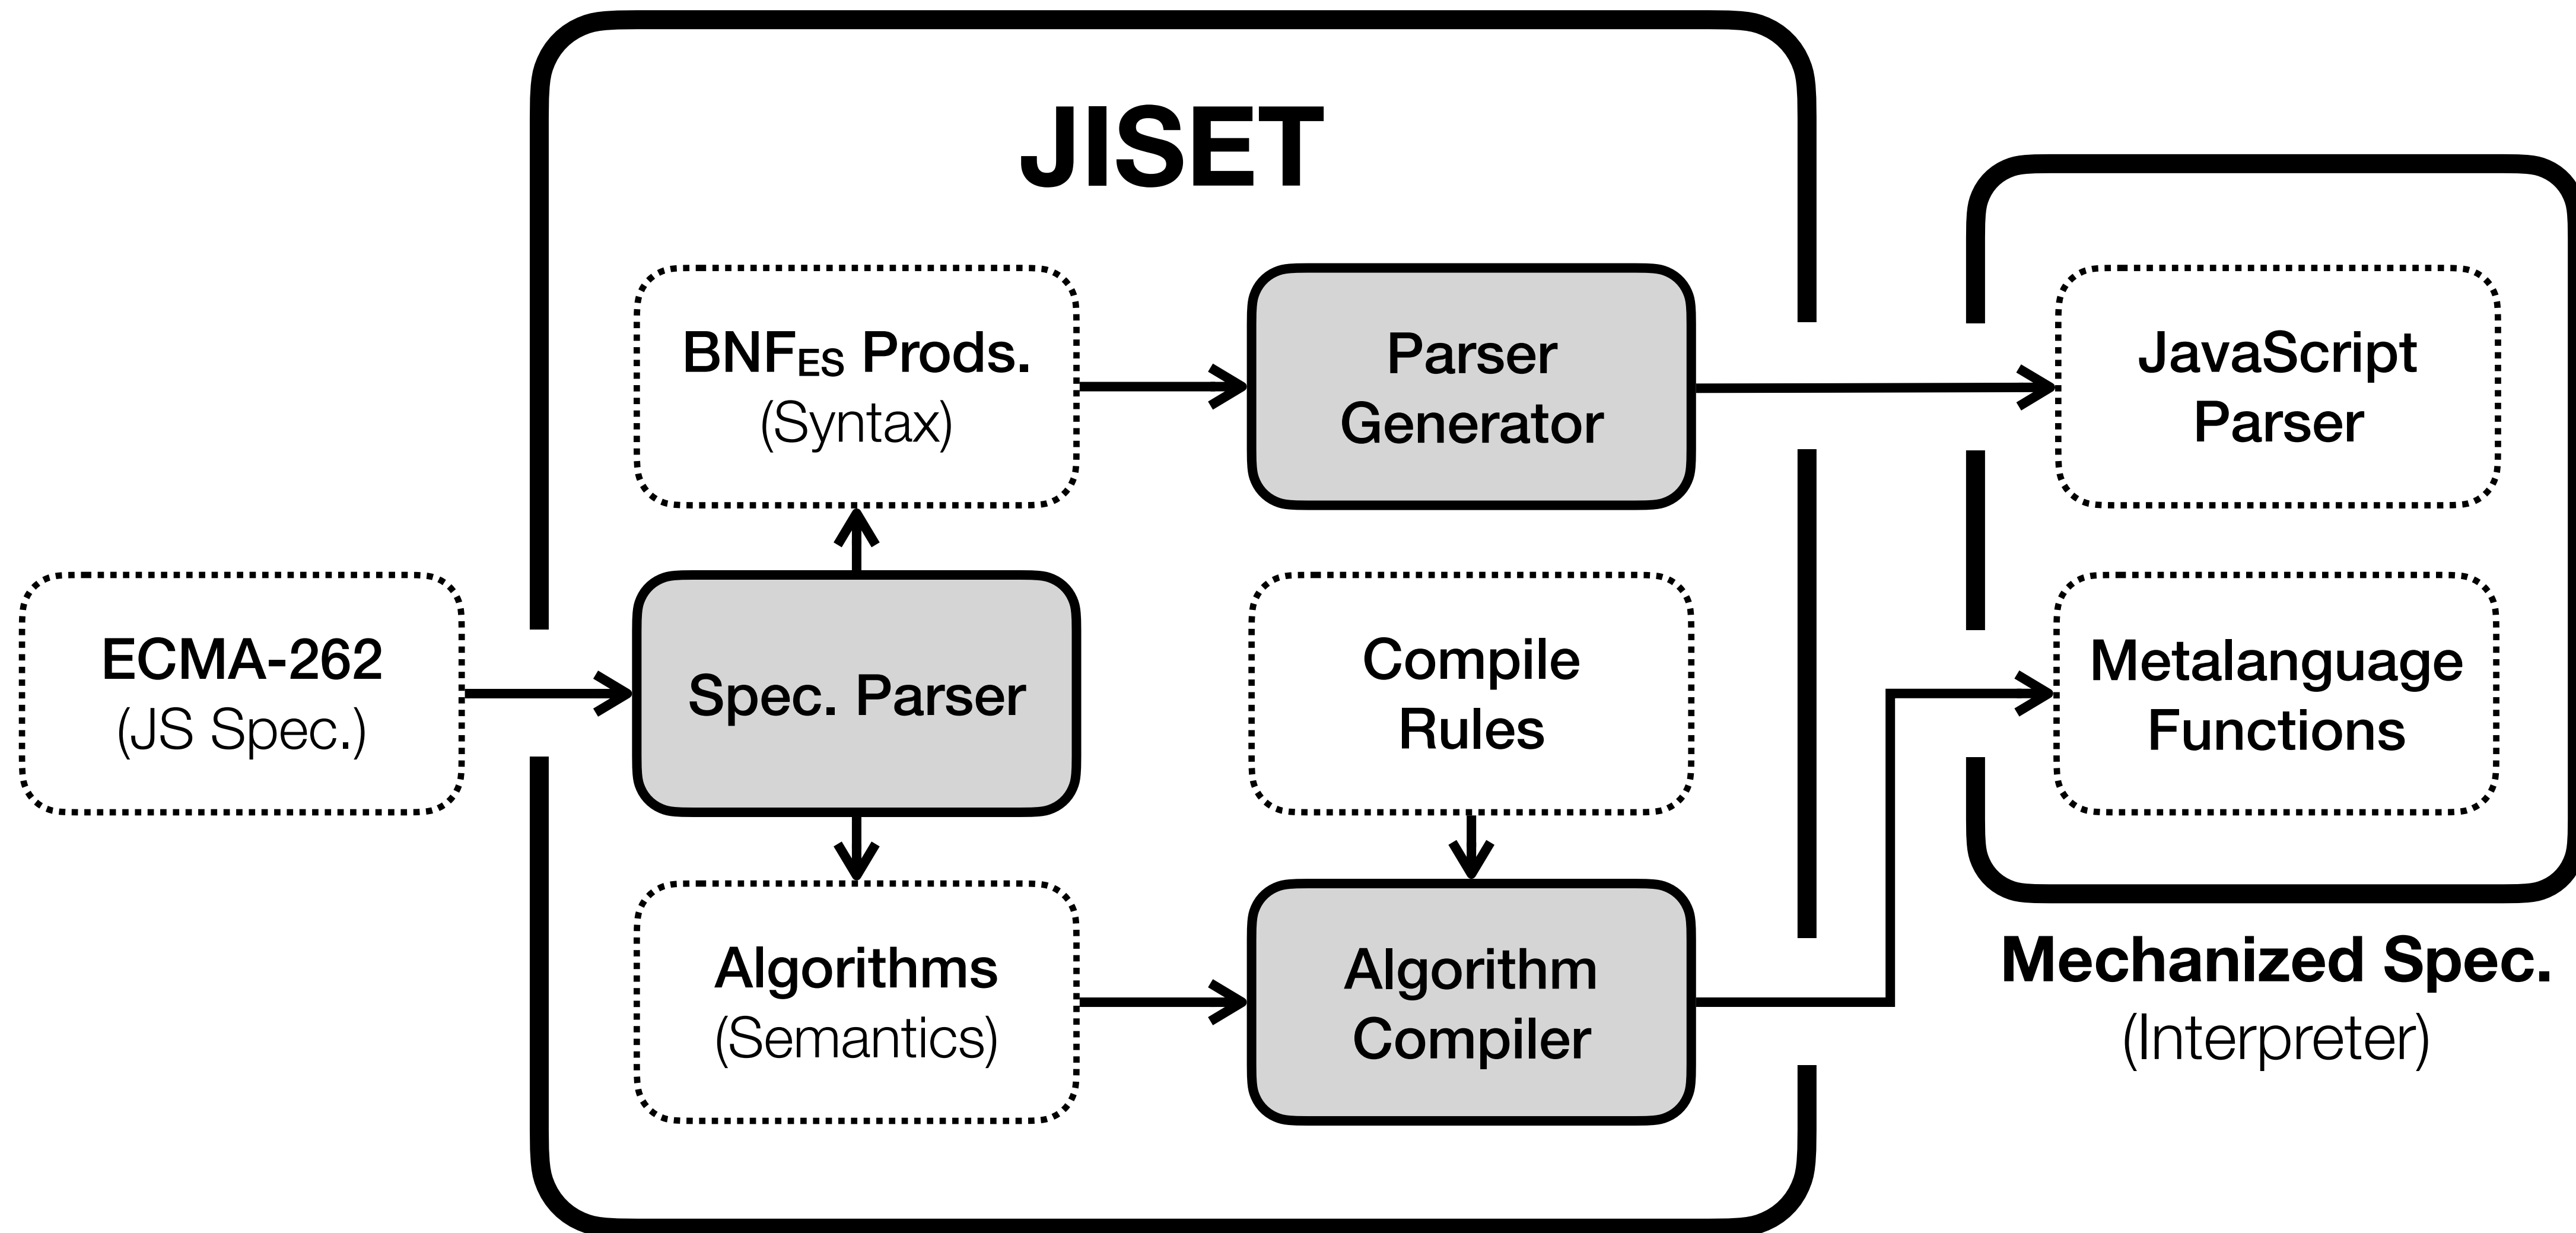 JISET
BNFES Prods.
(Syntax)
Parser
Generator
JavaScript
Parser
ECMA-262
(JS Spec.)
Spec. Parser
Compile
Rules
Metalanguage
Functions
Algorithms
(Semantics)
Algorithm
Compiler
Mechanized Spec.
(Interpreter)